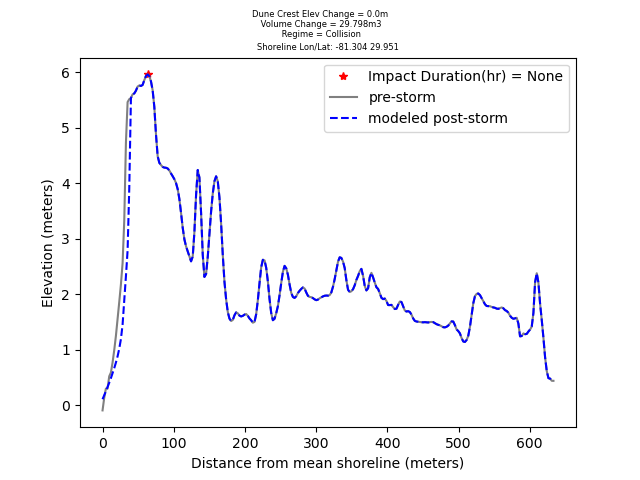 Dune Crest Elev Change = 0.0m
Volume Change = 29.798m3
Regime = Collision
Shoreline Lon/Lat: -81.304 29.951
Impact Duration(hr) = None
pre-storm
modeled post-storm
Elevation (meters)
6
5
4
3
2
1
0
0 100 200 300 400 500 600
Distance from mean shoreline (meters)